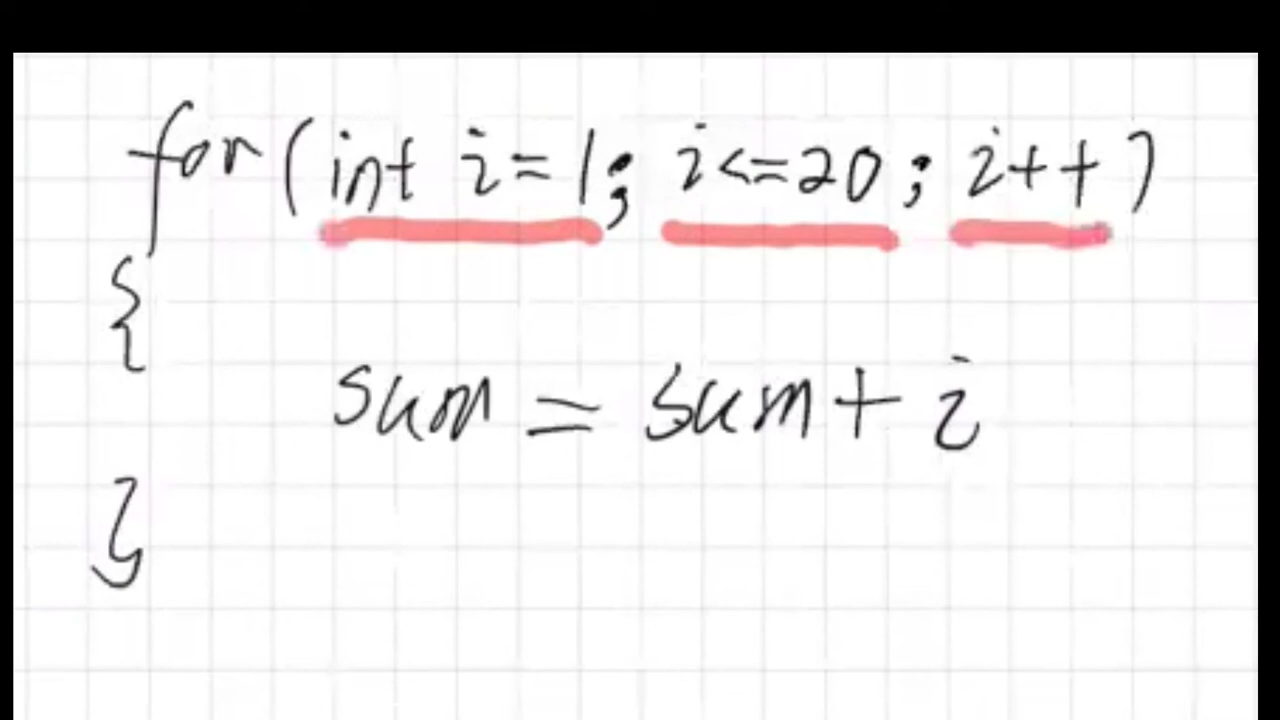 for (int i=1; i<=20; i++)
{
sum = sum + i
}